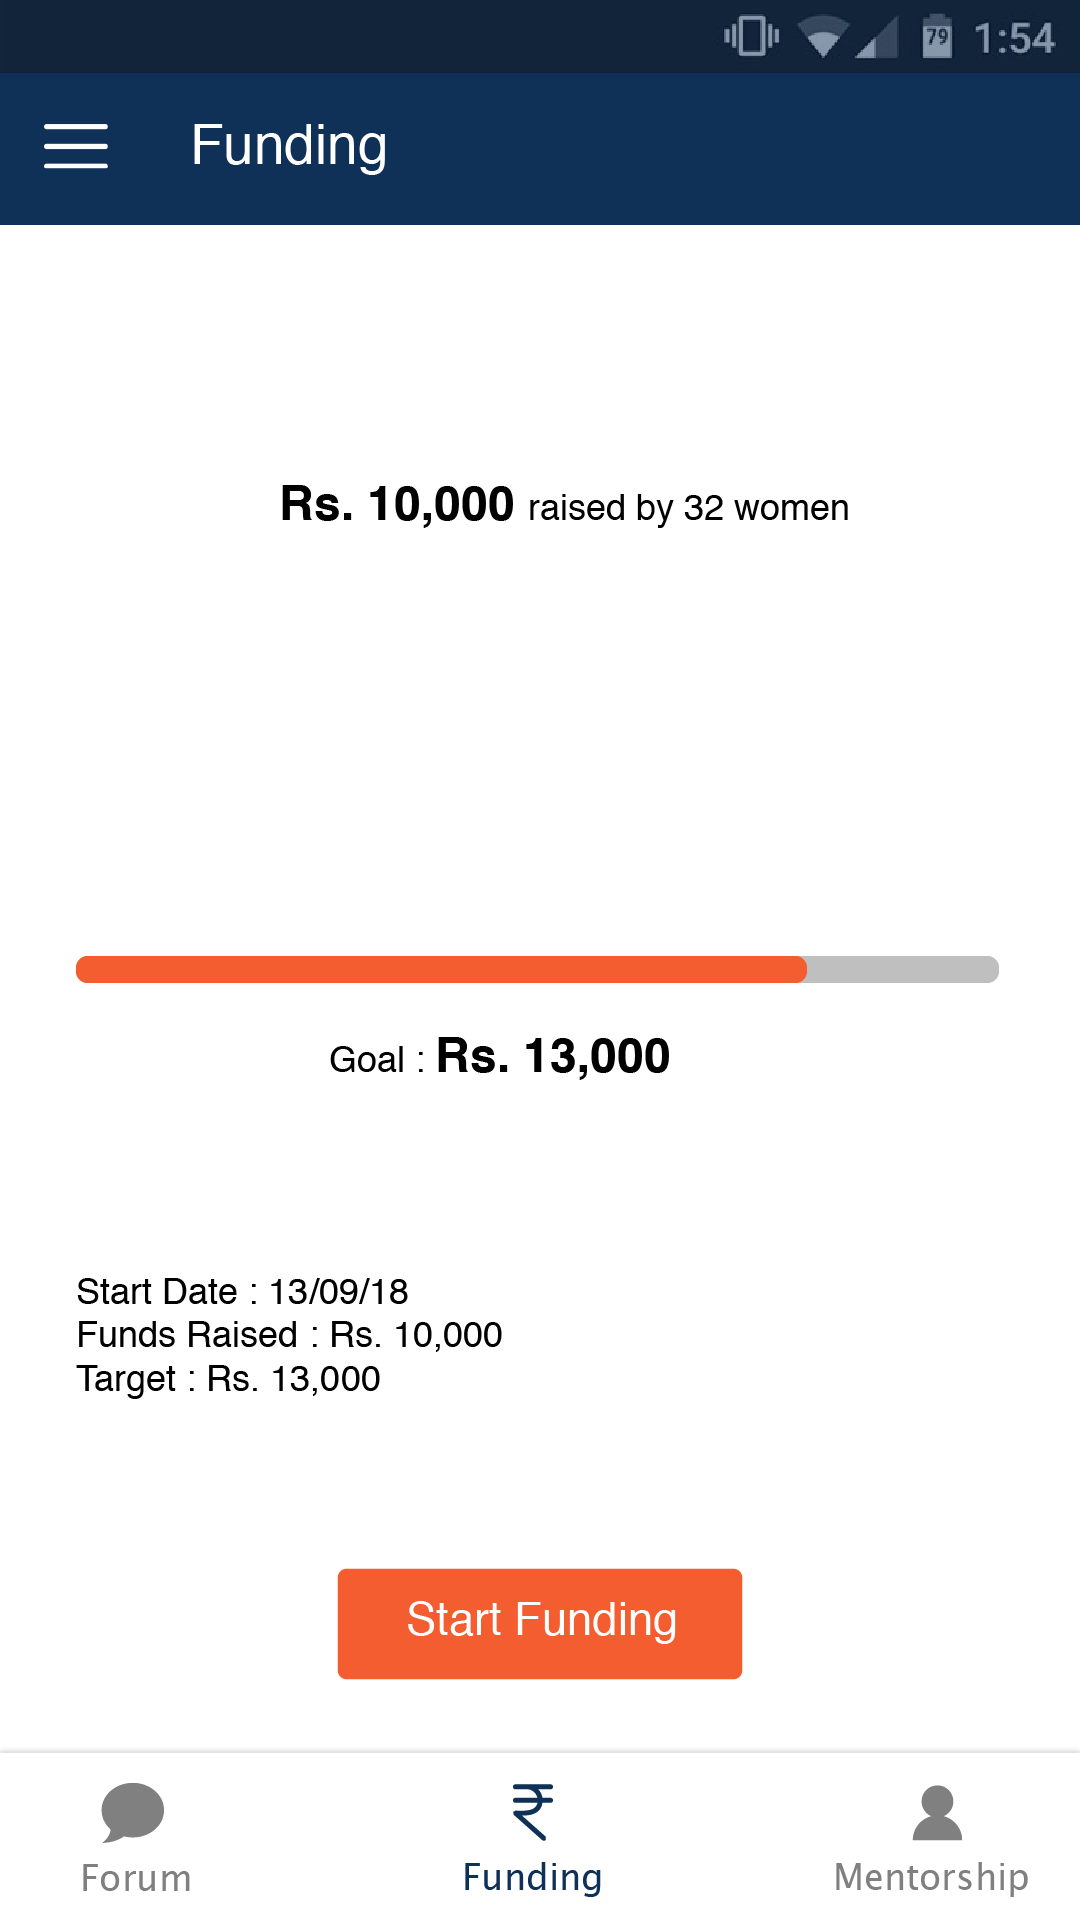 79 1:54
Funding
Rs. 10,000 raised by 32 women
Goal : Rs. 13,000
Start Date : 13/09/18
Funds Raised : Rs. 10,000
Target : Rs. 13,000
Start Funding
₹
Forum Funding Mentorship